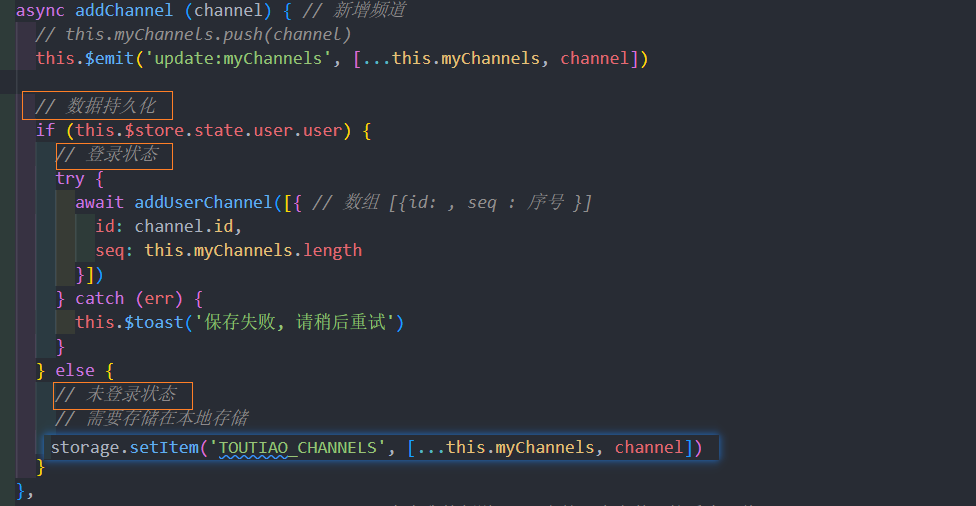 async addChannel (channel) { // 新增频道
// this.myChannels.push(channel)
this.$emit('update:myChannels', [...this.myChannels, channel])
// 数据持久化
if (this.$store.state.user.user) {
// 登录状态
try {
await addUserChannel([{ // 数组 [{id: , seq : 序号 }]
id: channel.id,
seq: this.myChannels.length
}])
} catch (err) {
this.$toast('保存失败, 请稍后重试')
}
} else {
// 未登录状态
// 需要存储在本地存储
storage.setItem('TOUTIAO_CHANNELS', [...this.myChannels, channel])
}
},